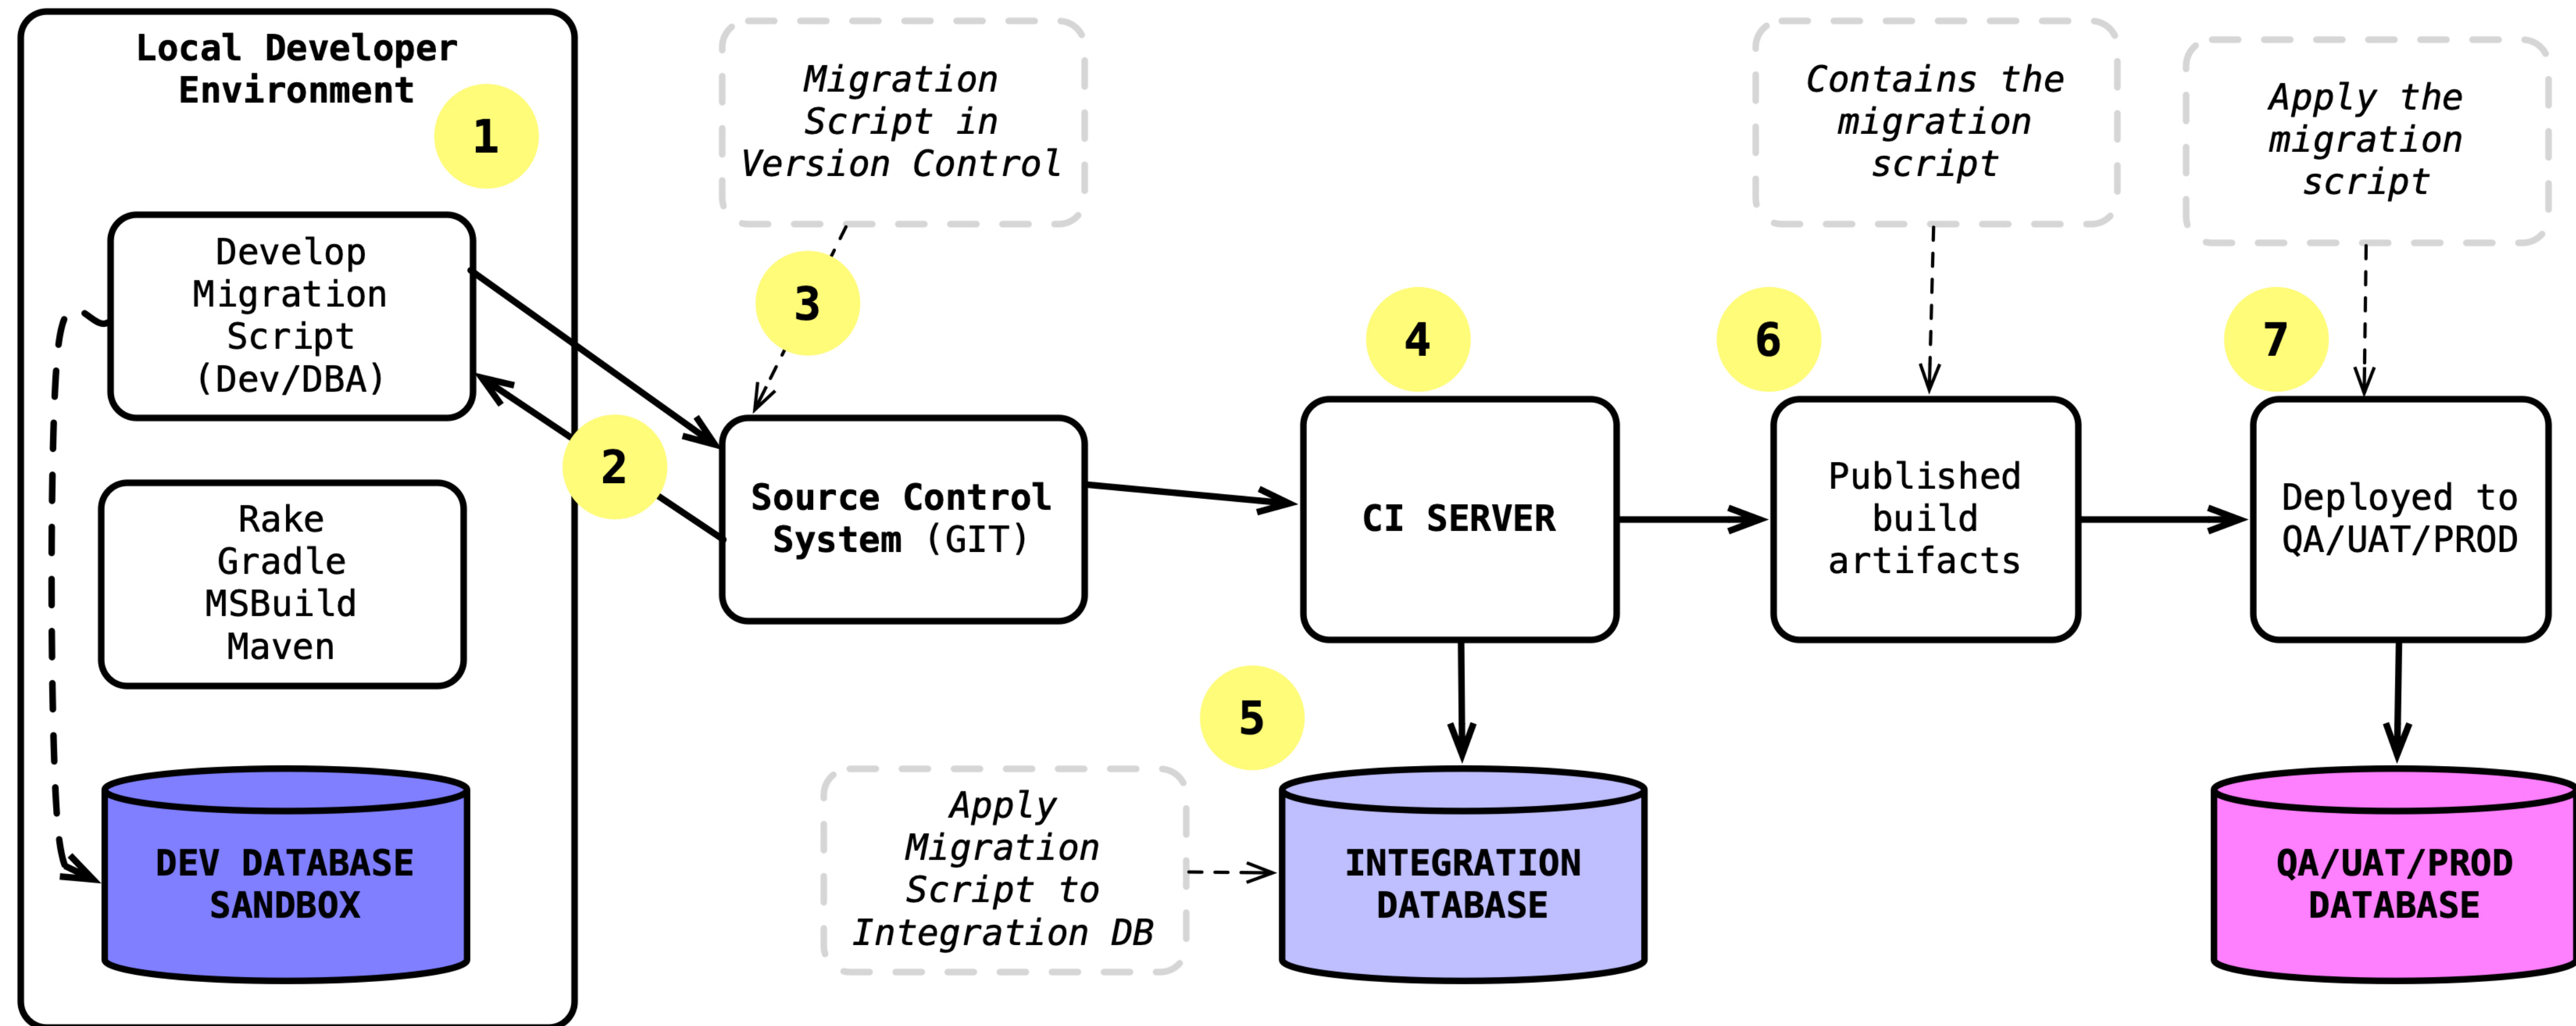 Local Developer
Environment
1
Develop
Migration
Script
(Dev/DBA)
Rake
Gradle
MSBuild
Maven
DEV DATABASE
SANDBOX
2
Migration
Script in
Version Control
3
Source Control
System (GIT)
4
CI SERVER
5
Apply
Migration
Script to
Integration DB
INTEGRATION
DATABASE
Contains the
migration
script
6
Published
build
artifacts
Apply the
migration
script
7
Deployed to
QA/UAT/PROD
QA/UAT/PROD
DATABASE